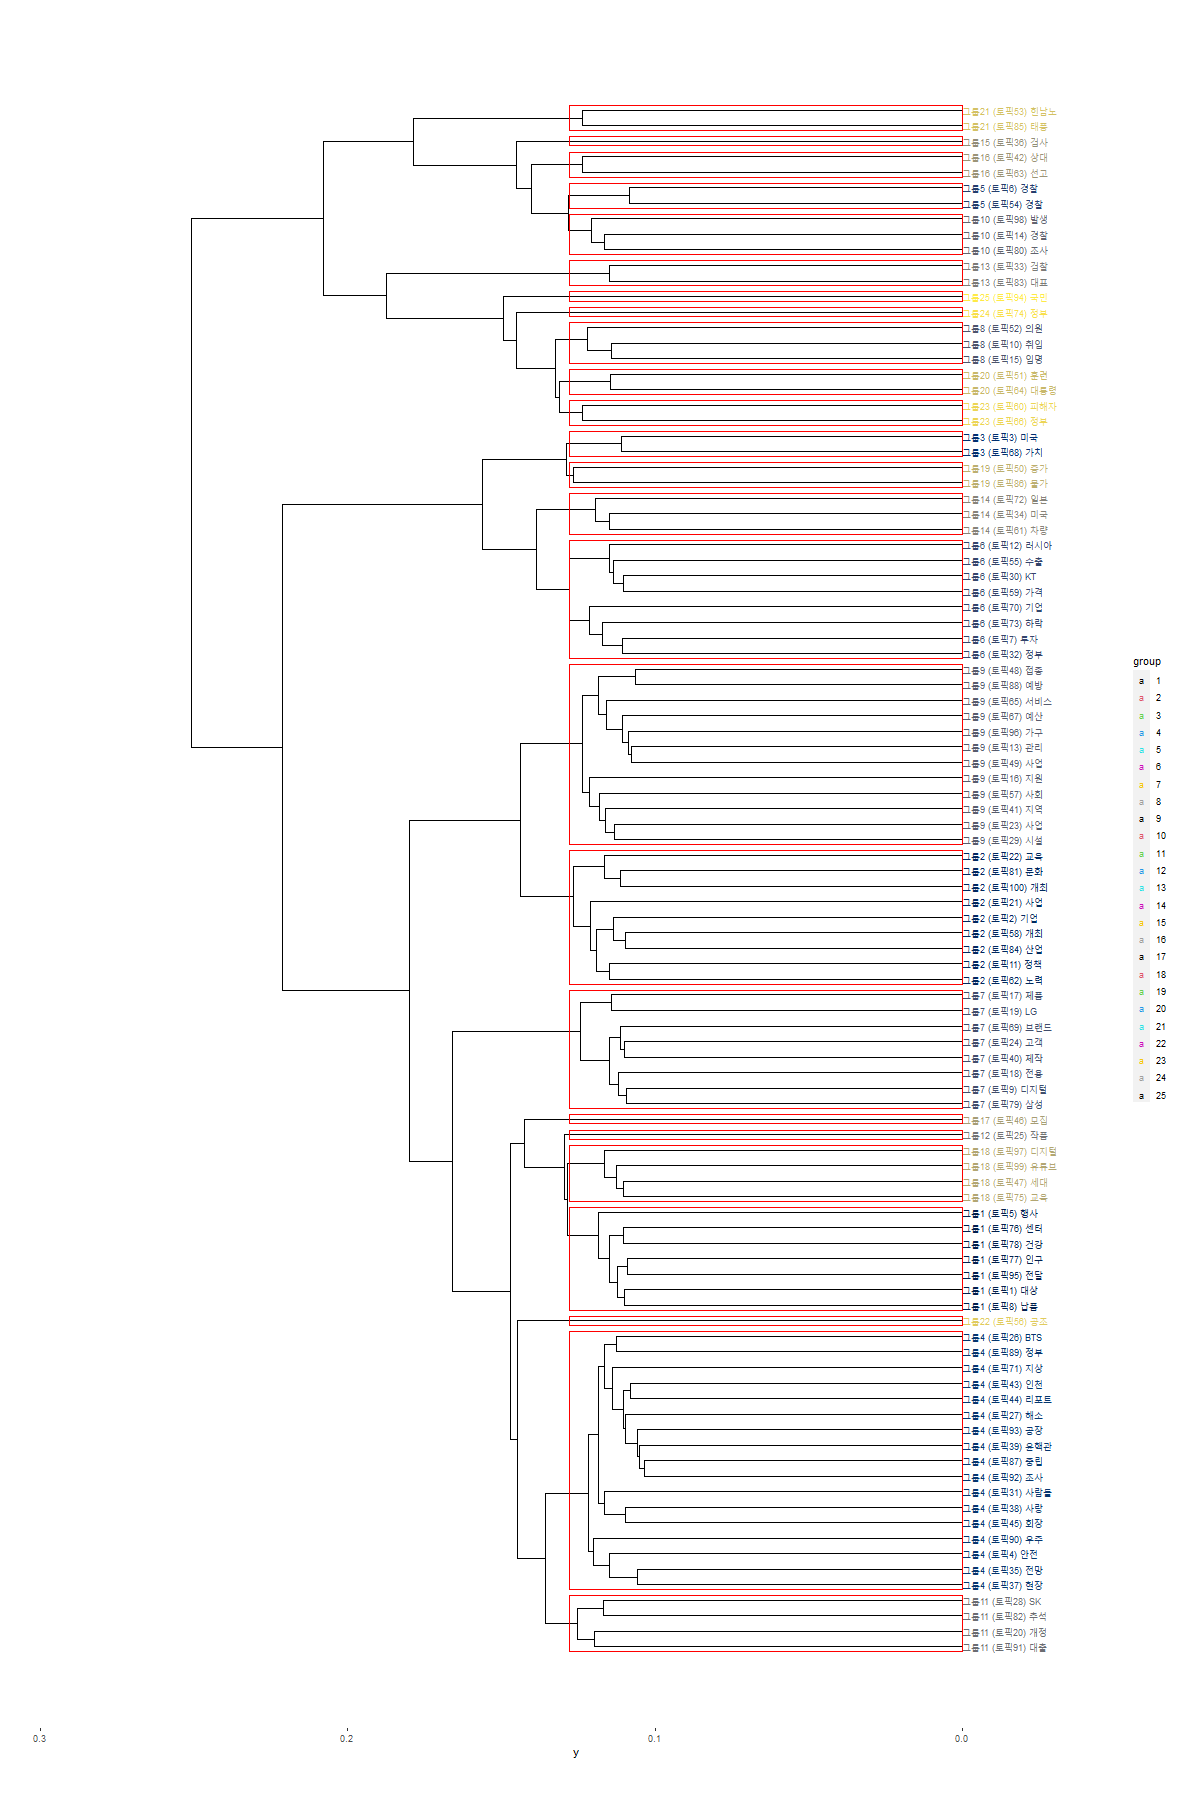 그룹21 (토픽53) 힌남노
그룹21 (토픽85) 태풍
그룹15 (토픽36) 검사
그룹16 (토픽42) 상대
그룹16 (토픽63) 선고
그룹5 (토픽6) 경찰
그룹5 (토픽54) 경찰
그룹10 (토픽98) 발생
그룹10 (토픽14) 경찰
그룹10 (토픽80) 조사
그룹13 (토픽33) 검찰
그룹13 (토픽83) 대표
그룹25 (토픽94) 국민
그룹24 (토픽74) 정부
그룹8 (토픽52) 의원
그룹8 (토픽10) 취임
그룹8 (토픽15) 임명
그룹20 (토픽51) 훈련
그룹20 (토픽64) 대통령
그룹23 (토픽60) 피해자
그룹23 (토픽66) 정부
그룹3 (토픽3) 미국
그룹3 (토픽68) 가치
그룹19 (토픽50) 증가
그룹19 (토픽86) 물가
그룹14 (토픽72) 일본
그룹14 (토픽34) 미국
그룹14 (토픽61) 차량
그룹6 (토픽12) 러시아
그룹6 (토픽55) 수출
그룹6 (토픽30) KT
그룹6 (토픽59) 가격
그룹6 (토픽70) 기업
그룹6 (토픽73) 하락
그룹6 (토픽7) 투자
그룹6 (토픽32) 정부
그룹9 (토픽48) 접종
그룹9 (토픽88) 예방
그룹9 (토픽65) 서비스
그룹9 (토픽67) 예산
그룹9 (토픽96) 가구
그룹9 (토픽13) 관리
그룹9 (토픽49) 사업
그룹9 (토픽16) 지원
그룹9 (토픽57) 사회
그룹9 (토픽41) 지역
그룹9 (토픽23) 사업
그룹9 (토픽29) 시설
그룹2 (토픽22) 교육
그룹2 (토픽81) 문화
그룹2 (토픽100) 개최
그룹2 (토픽21) 사업
그룹2 (토픽2) 기업
그룹2 (토픽58) 개최
그룹2 (토픽84) 산업
그룹2 (토픽11) 정책
그룹2 (토픽62) 노력
그룹7 (토픽17) 제품
그룹7 (토픽19) LG
그룹7 (토픽69) 브랜드
그룹7 (토픽24) 고객
그룹7 (토픽40) 제작
그룹7 (토픽18) 전용
그룹7 (토픽9) 디지털
그룹7 (토픽79) 삼성
그룹17 (토픽46) 모집
그룹12 (토픽25) 작품
그룹18 (토픽97) 디지털
그룹18 (토픽99) 유튜브
그룹18 (토픽47) 세대
그룹18 (토픽75) 교육
그룹1 (토픽5) 행사
그룹1 (토픽76) 센터
그룹1 (토픽78) 건강
그룹1 (토픽77) 인구
그룹1 (토픽95) 전달
그룹1 (토픽1) 대상
그룹1 (토픽8) 납품
그룹22 (토픽56) 공조
그룹4 (토픽26) BTS
그룹4 (토픽89) 정부
그룹4 (토픽71) 지상
그룹4 (토픽43) 인천
그룹4 (토픽44) 리포트
그룹4 (토픽27) 해소
그룹4 (토픽93) 공장
그룹4 (토픽39) 윤핵관
그룹4 (토픽87) 중립
그룹4 (토픽92) 조사
그룹4 (토픽31) 사람들
그룹4 (토픽38) 사랑
그룹4 (토픽45) 회장
그룹4 (토픽90) 우주
그룹4 (토픽4) 안전
그룹4 (토픽35) 전망
그룹4 (토픽37) 현장
그룹11 (토픽28) SK
그룹11 (토픽82) 추석
그룹11 (토픽20) 개정
그룹11 (토픽91) 대출
group
a 1
a 2
a 3
a 4
a 5
a 6
a 7
a 8
a 9
a 10
a 11
a 12
a 13
a 14
a 15
a 16
a 17
a 18
a 19
a 20
a 21
a 22
a 23
a 24
a 25
0.3 0.2 0.1 0.0
y